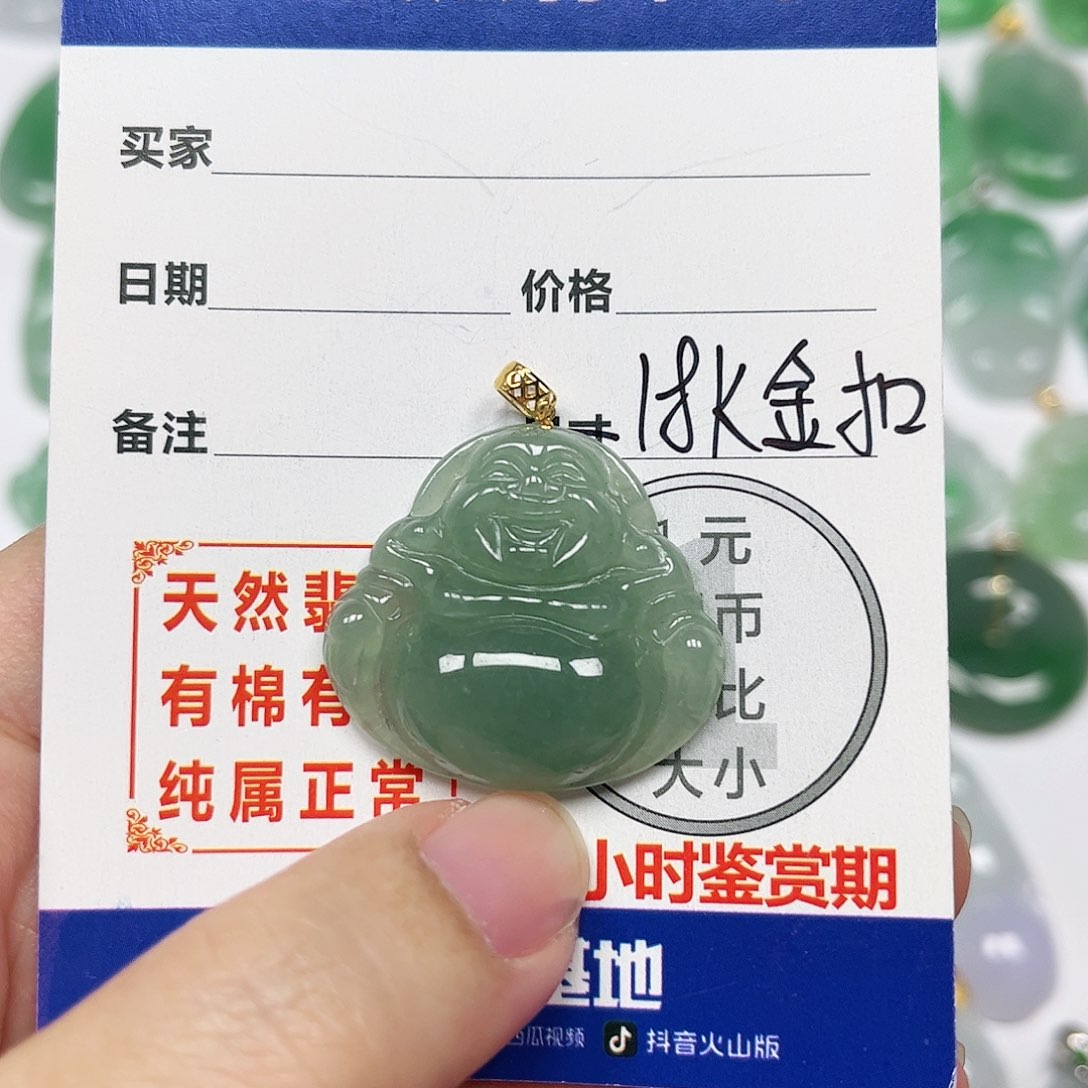 买家
日期 价格
备注 18K金扣
天然翡
有棉有
纯属正常
1元
币
比
大小
小时鉴赏期
基地
西瓜视频 抖音火山版